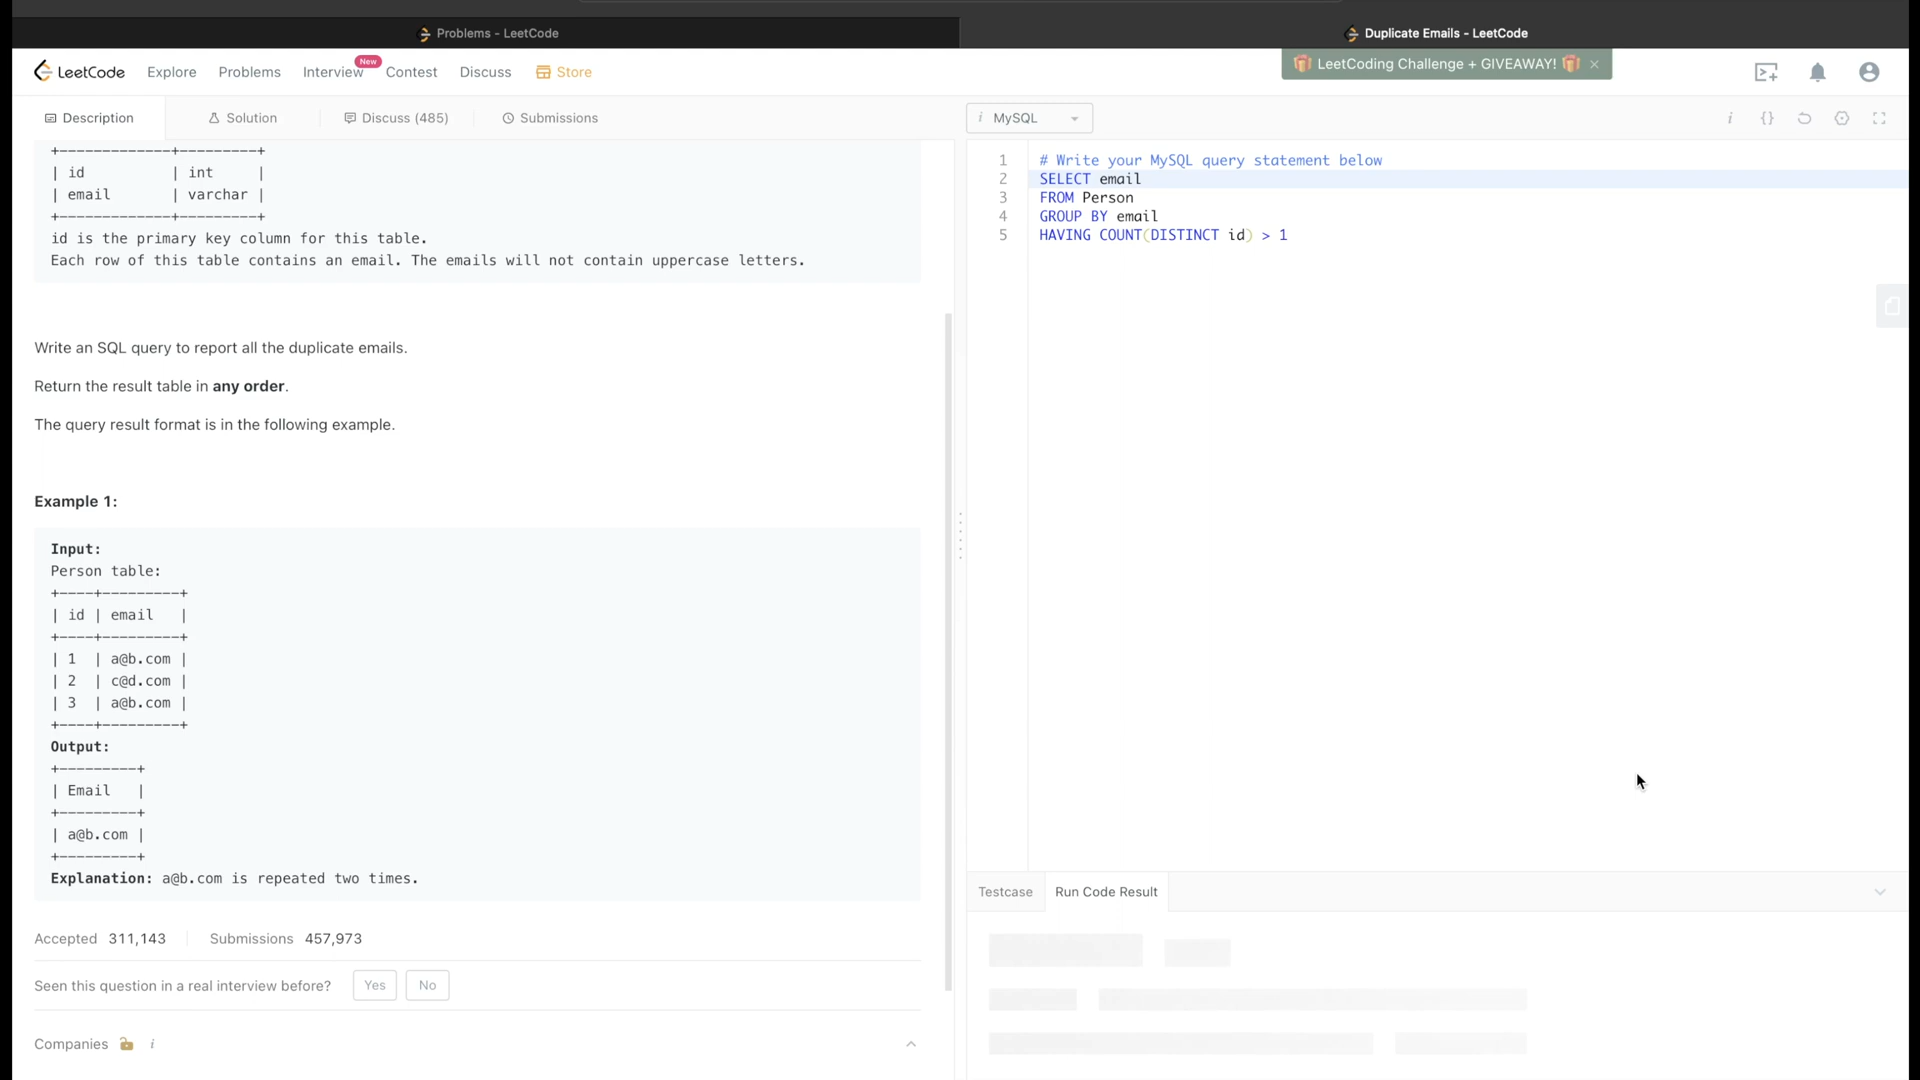 Problems - LeetCode
Duplicate Emails - LeetCode
LeetCode
Explore
Problems
Interview
New
Contest
Discuss
Store
LeetCoding Challenge + GIVEAWAY!
Description
Solution
Discuss (485)
Submissions
+-------------+---------+
| id          | int     |
| email       | varchar |
+-------------+---------+
id is the primary key column for this table.
Each row of this table contains an email. The emails will not contain uppercase letters.
Write an SQL query to report all the duplicate emails.
Return the result table in any order.
The query result format is in the following example.
Example 1:
Input:
Person table:
+----+---------+
| id | email   |
+----+---------+
| 1  | a@b.com |
| 2  | c@d.com |
| 3  | a@b.com |
+----+---------+
Output:
+---------+
| Email   |
+---------+
| a@b.com |
+---------+
Explanation: a@b.com is repeated two times.
Accepted 311,143
Submissions 457,973
Seen this question in a real interview before?
Yes
No
Companies
i
i MySQL
i {}
1 # Write your MySQL query statement below
2 SELECT email
3 FROM Person
4 GROUP BY email
5 HAVING COUNT(DISTINCT id) > 1
Testcase
Run Code Result